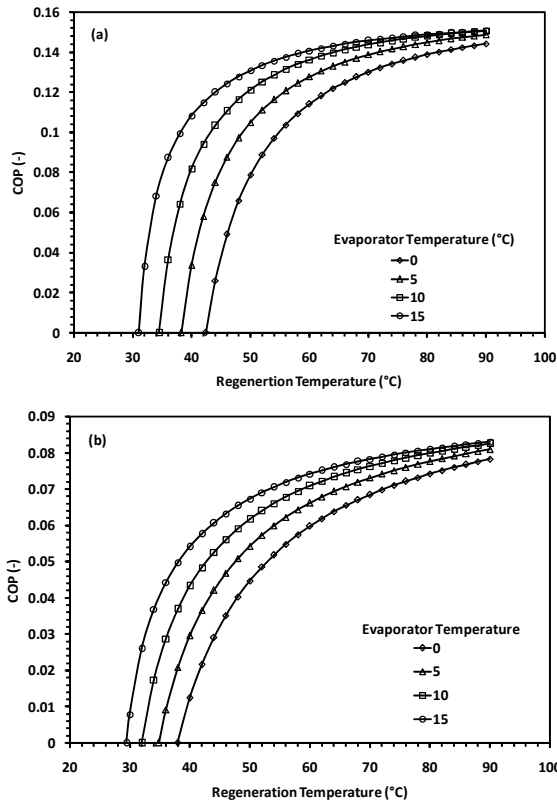 (a)
0.16
0.14
0.12
0.1
0.08
0.06
0.04
0.02
0
COP (-)
Evaporator Temperature (°C)
0
5
10
15
20 30 40 50 60 70 80 90 100
Regenertion Temperature (°C)
(b)
0.09
0.08
0.07
0.06
0.05
0.04
0.03
0.02
0.01
0
COP (-)
Evaporator Temperature
0
5
10
15
20 30 40 50 60 70 80 90 100
Regeneration Temperature (°C)